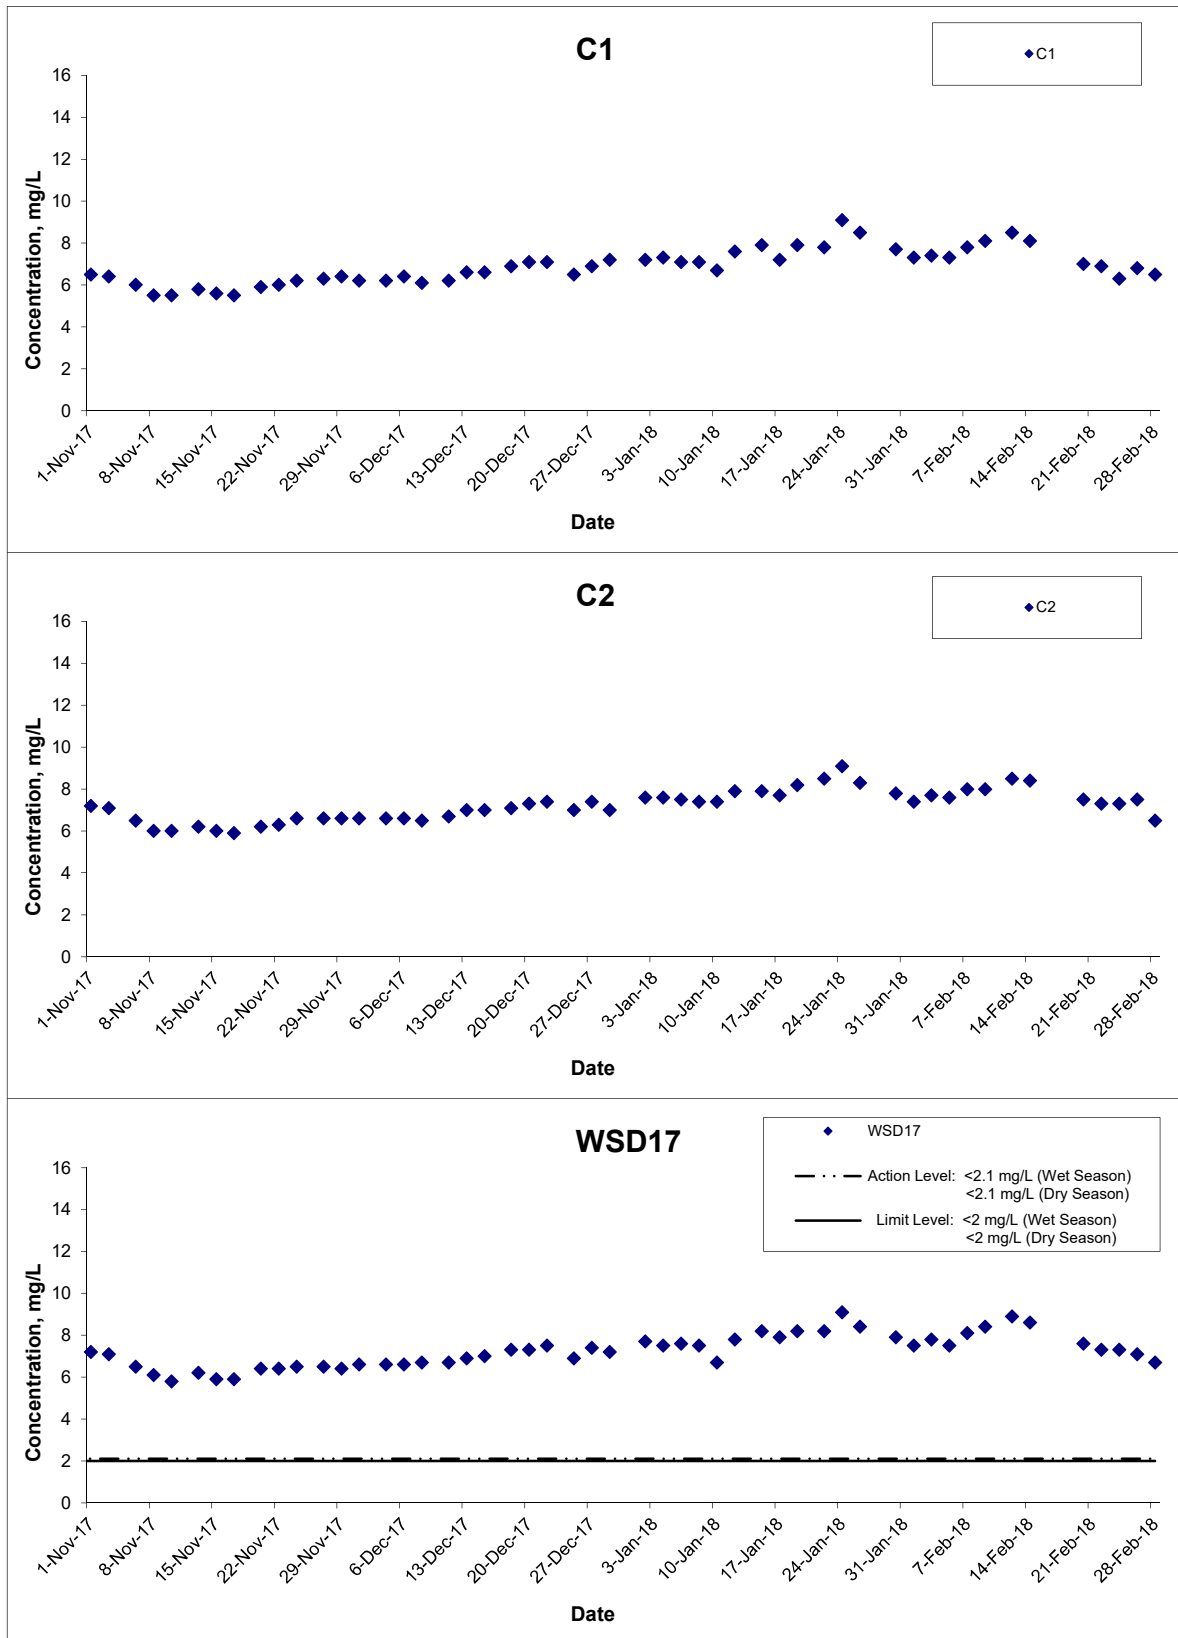 C1
C1
16
14
12
10
8
6
4
2
0
Concentration, mg/L
1-Nov-17
8-Nov-17
15-Nov-17
22-Nov-17
29-Nov-17
6-Dec-17
13-Dec-17
20-Dec-17
27-Dec-17
3-Jan-18
10-Jan-18
17-Jan-18
24-Jan-18
31-Jan-18
7-Feb-18
14-Feb-18
21-Feb-18
28-Feb-18
Date
C2
C2
16
14
12
10
8
6
4
2
0
Concentration, mg/L
1-Nov-17
8-Nov-17
15-Nov-17
22-Nov-17
29-Nov-17
6-Dec-17
13-Dec-17
20-Dec-17
27-Dec-17
3-Jan-18
10-Jan-18
17-Jan-18
24-Jan-18
31-Jan-18
7-Feb-18
14-Feb-18
21-Feb-18
28-Feb-18
Date
WSD17
WSD17
Action Level: <2.1 mg/L (Wet Season)
<2.1 mg/L (Dry Season)
Limit Level: <2 mg/L (Wet Season)
<2 mg/L (Dry Season)
16
14
12
10
8
6
4
2
0
Concentration, mg/L
1-Nov-17
8-Nov-17
15-Nov-17
22-Nov-17
29-Nov-17
6-Dec-17
13-Dec-17
20-Dec-17
27-Dec-17
3-Jan-18
10-Jan-18
17-Jan-18
24-Jan-18
31-Jan-18
7-Feb-18
14-Feb-18
21-Feb-18
28-Feb-18
Date